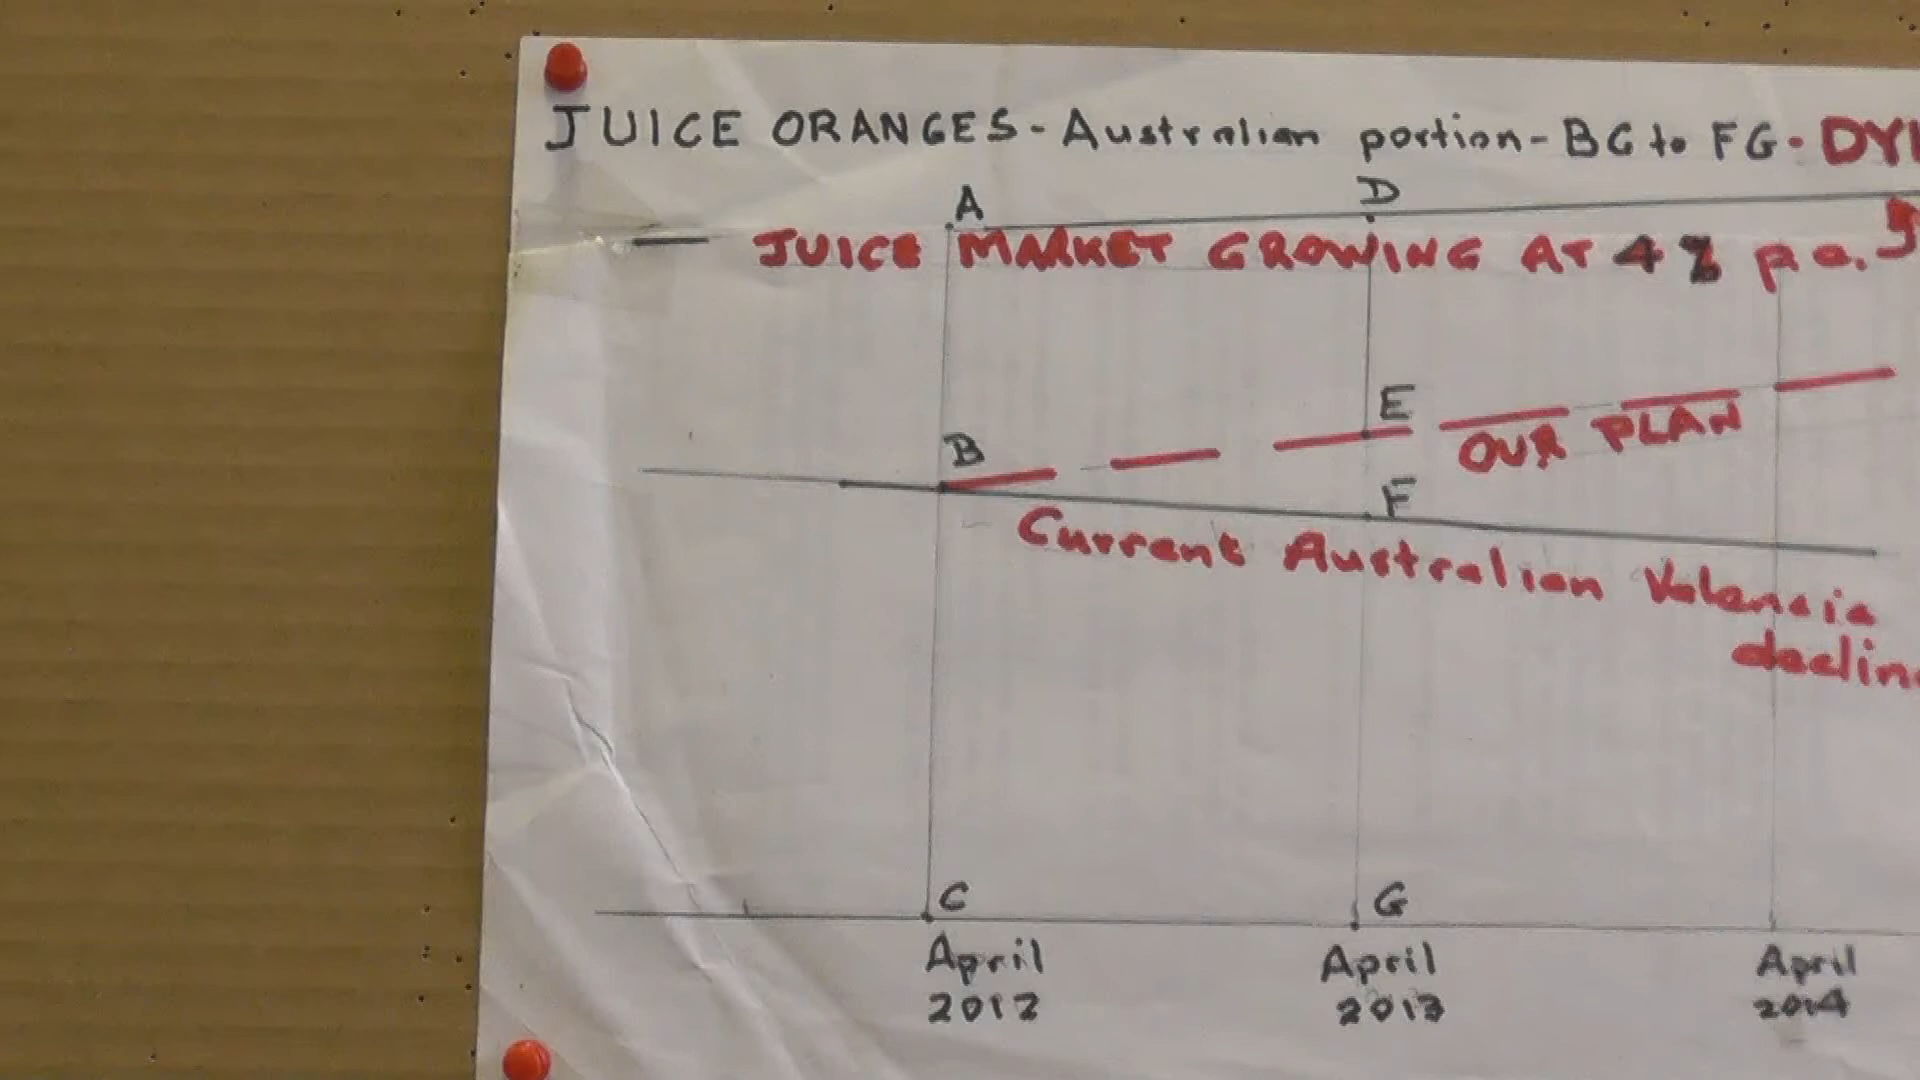 JUICE ORANGES - Australian portion - BG to FG -
A
D
JUICE MARKET GROWING AT 4% p.a.
E
B
OUR PLAN
F
Current Australian Valencia
C
G
April
2012
April
2013
April
2014